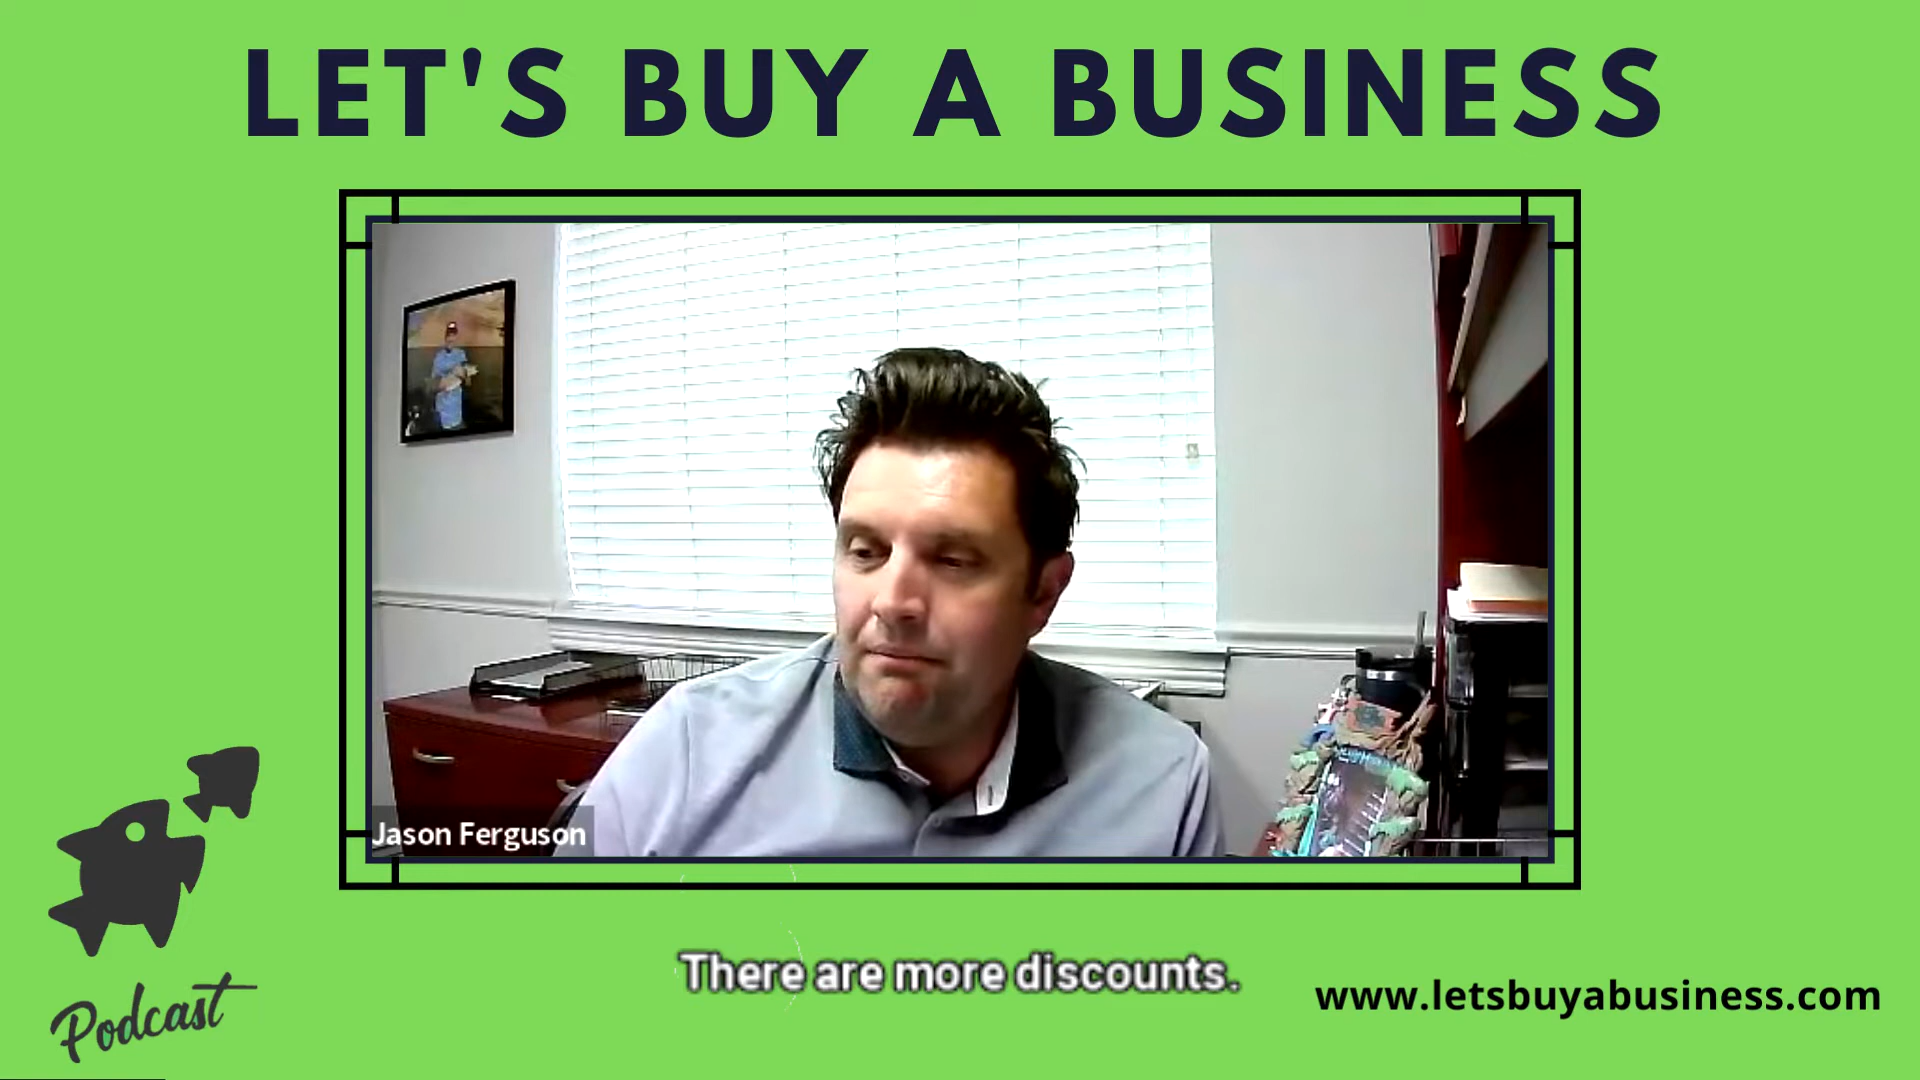 LET'S BUY A BUSINESS
Jason Ferguson
There are more discounts.
www.letsbuyabusiness.com
Podcast